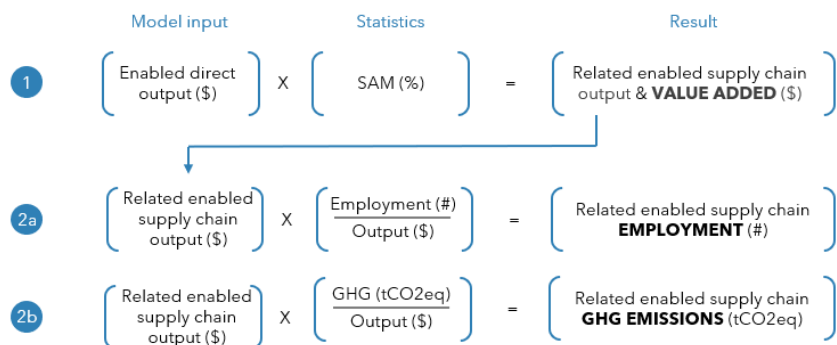 Model input Statistics Result
1
Enabled direct
output ($)
X
SAM (%)
=
Related enabled supply chain
output & VALUE ADDED ($)
2a
Related enabled
supply chain
output ($)
X
Employment (#)
Output ($)
=
Related enabled supply chain
EMPLOYMENT (#)
2b
Related enabled
supply chain
output ($)
X
GHG (tCO2eq)
Output ($)
=
Related enabled supply chain
GHG EMISSIONS (tCO2eq)